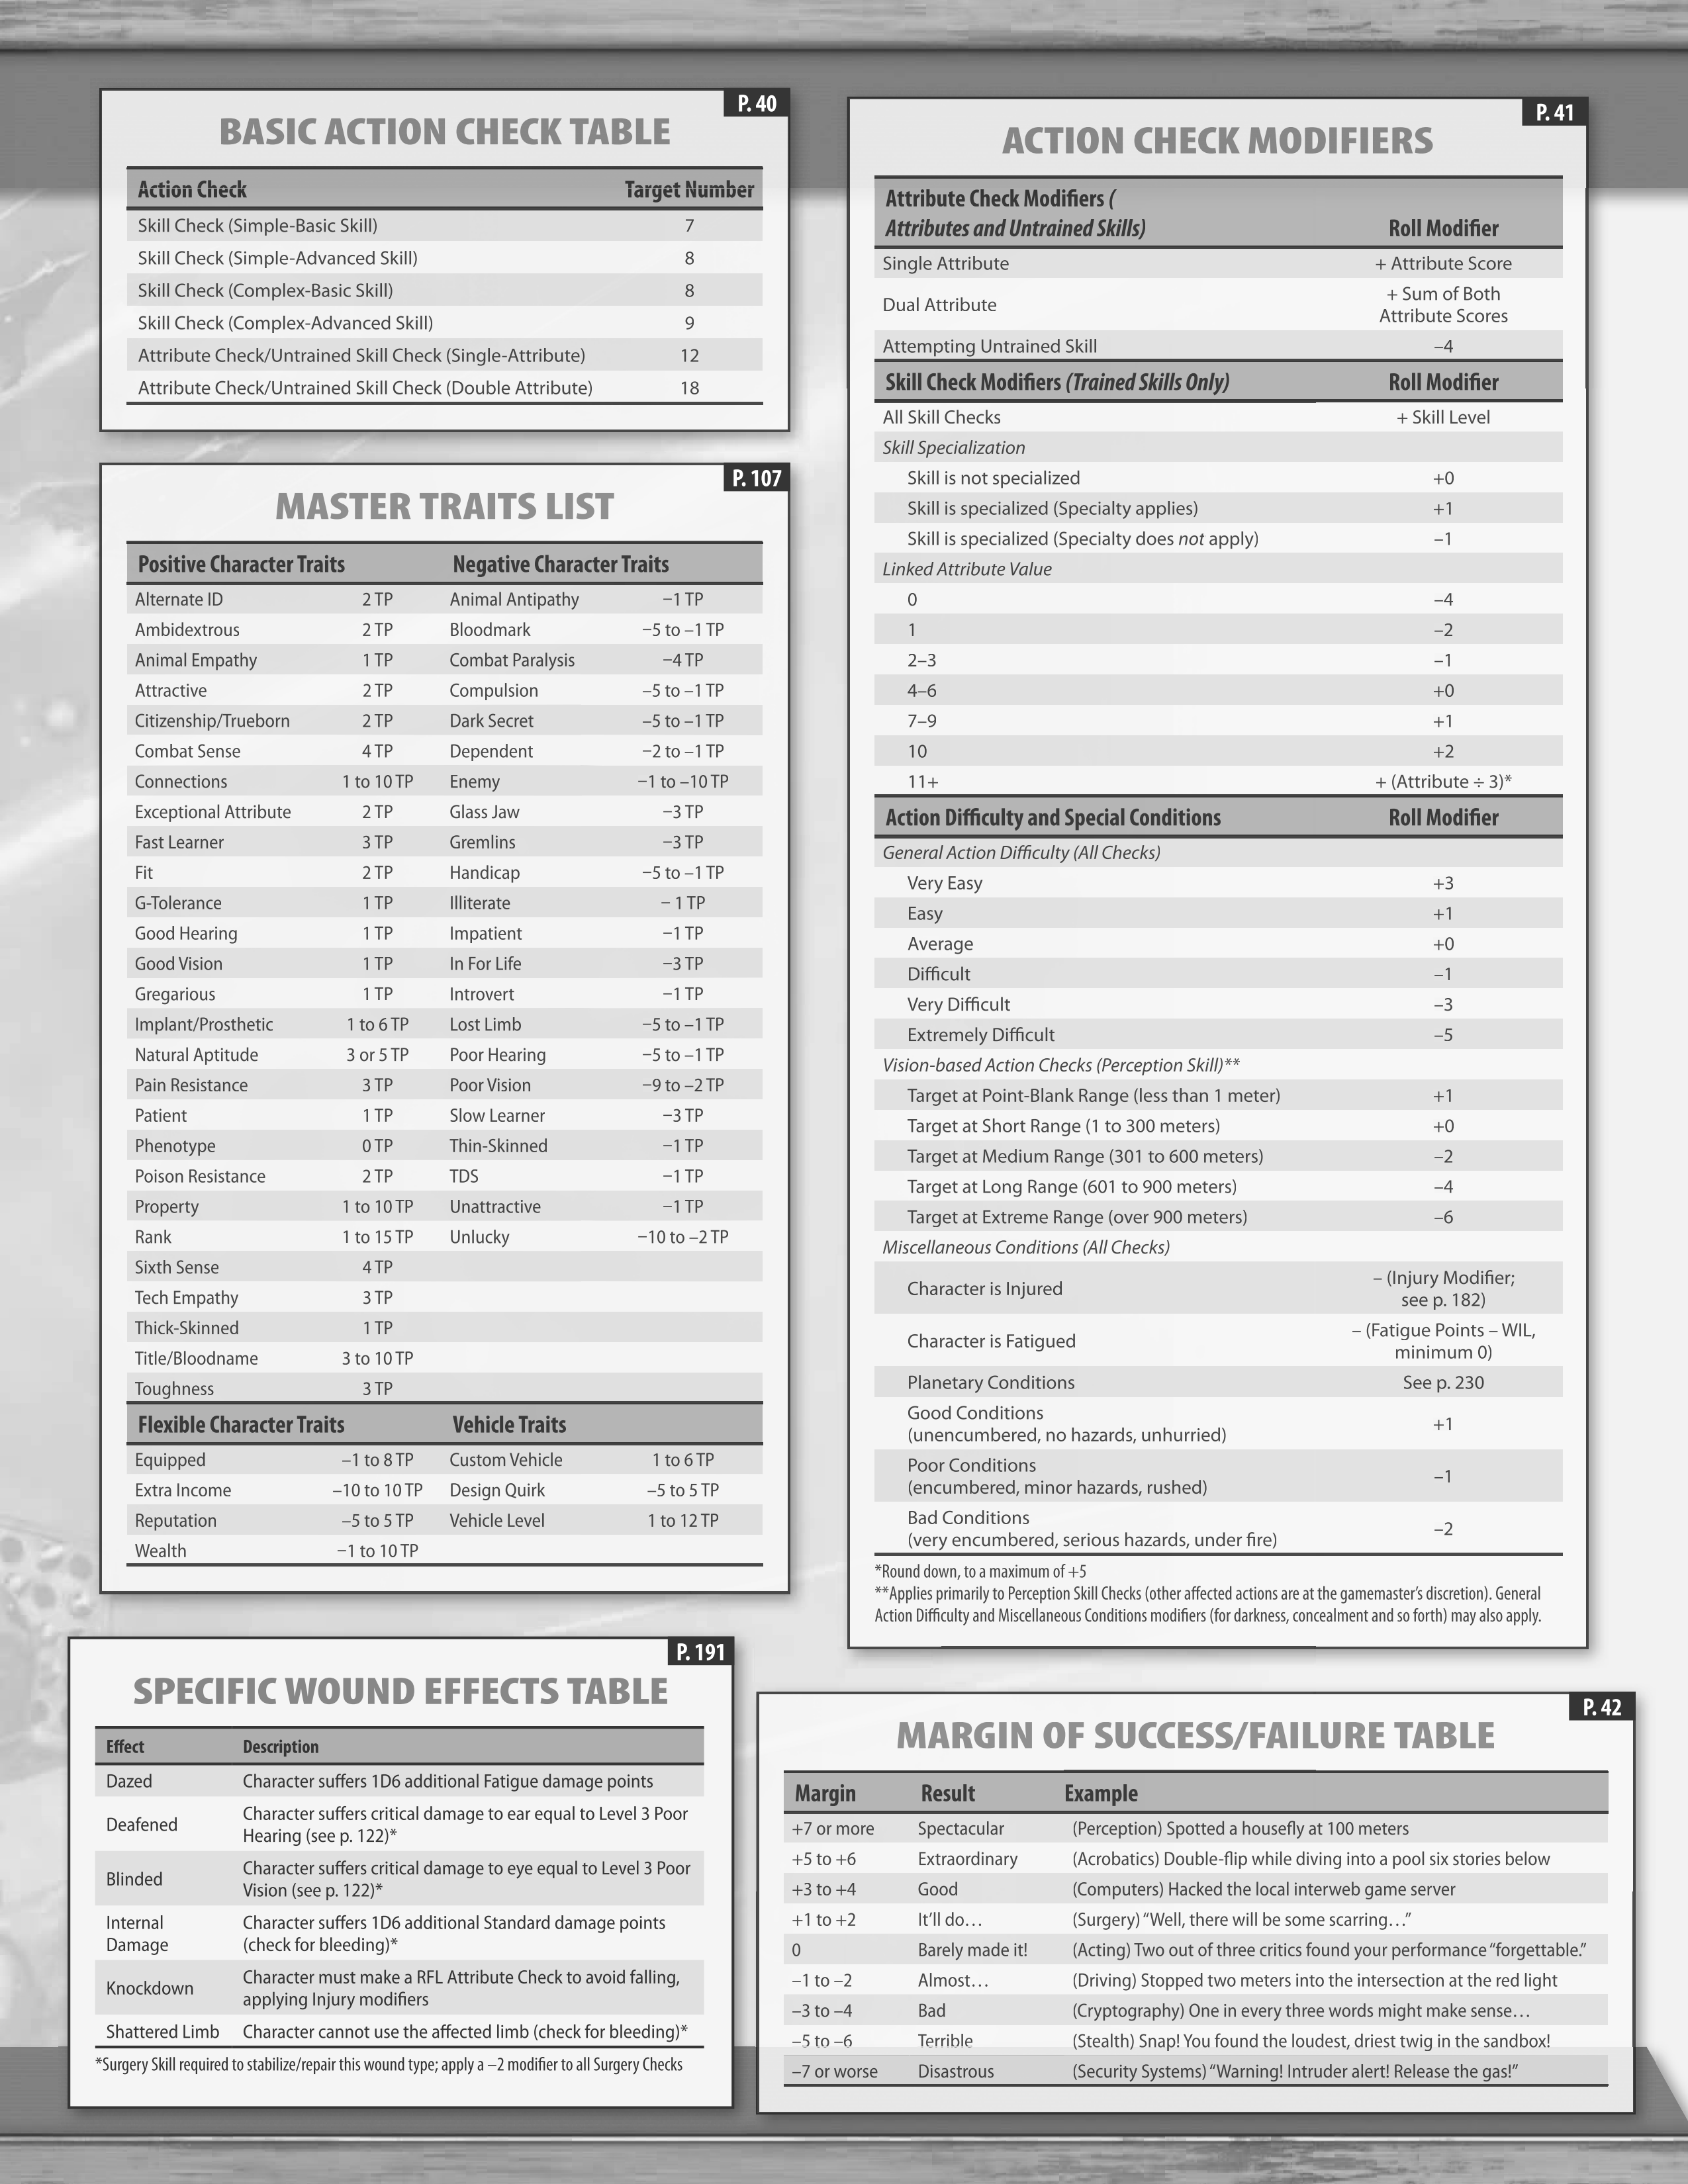 P. 40
BASIC ACTION CHECK TABLE
Action Check Target Number
Skill Check (Simple-Basic Skill) 7
Skill Check (Simple-Advanced Skill) 8
Skill Check (Complex-Basic Skill) 8
Skill Check (Complex-Advanced Skill) 9
Attribute Check/Untrained Skill Check (Single-Attribute) 12
Attribute Check/Untrained Skill Check (Double Attribute) 18
P. 107
MASTER TRAITS LIST
Positive Character Traits Negative Character Traits
Alternate ID 2 TP Animal Antipathy –1 TP
Ambidextrous 2 TP Bloodmark –5 to –1 TP
Animal Empathy 1 TP Combat Paralysis –4 TP
Attractive 2 TP Compulsion –5 to –1 TP
Citizenship/Trueborn 2 TP Dark Secret –5 to –1 TP
Combat Sense 4 TP Dependent –2 to –1 TP
Connections 1 to 10 TP Enemy –1 to –10 TP
Exceptional Attribute 2 TP Glass Jaw –3 TP
Fast Learner 3 TP Gremlins –3 TP
Fit 2 TP Handicap –5 to –1 TP
G-Tolerance 1 TP Illiterate – 1 TP
Good Hearing 1 TP Impatient –1 TP
Good Vision 1 TP In For Life –3 TP
Gregarious 1 TP Introvert –1 TP
Implant/Prosthetic 1 to 6 TP Lost Limb –5 to –1 TP
Natural Aptitude 3 or 5 TP Poor Hearing –5 to –1 TP
Pain Resistance 3 TP Poor Vision –9 to –2 TP
Patient 1 TP Slow Learner –3 TP
Phenotype 0 TP Thin-Skinned –1 TP
Poison Resistance 2 TP TDS –1 TP
Property 1 to 10 TP Unattractive –1 TP
Rank 1 to 15 TP Unlucky –10 to –2 TP
Sixth Sense 4 TP
Tech Empathy 3 TP
Thick-Skinned 1 TP
Title/Bloodname 3 to 10 TP
Toughness 3 TP
Flexible Character Traits Vehicle Traits
Equipped –1 to 8 TP Custom Vehicle 1 to 6 TP
Extra Income –10 to 10 TP Design Quirk –5 to 5 TP
Reputation –5 to 5 TP Vehicle Level 1 to 12 TP
Wealth –1 to 10 TP
P. 191
SPECIFIC WOUND EFFECTS TABLE
Effect Description
Dazed Character suffers 1D6 additional Fatigue damage points
Deafened Character suffers critical damage to ear equal to Level 3 Poor
Hearing (see p. 122)*
Blinded Character suffers critical damage to eye equal to Level 3 Poor
Vision (see p. 122)*
Internal Character suffers 1D6 additional Standard damage points
Damage (check for bleeding)*
Knockdown Character must make a RFL Attribute Check to avoid falling,
applying Injury modifiers
Shattered Limb Character cannot use the affected limb (check for bleeding)*
*Surgery Skill required to stabilize/repair this wound type; apply a –2 modifier to all Surgery Checks
P. 41
ACTION CHECK MODIFIERS
Attribute Check Modifiers (
Attributes and Untrained Skills) Roll Modifier
Single Attribute + Attribute Score
Dual Attribute + Sum of Both
Attribute Scores
Attempting Untrained Skill –4
Skill Check Modifiers (Trained Skills Only) Roll Modifier
All Skill Checks + Skill Level
Skill Specialization
Skill is not specialized +0
Skill is specialized (Specialty applies) +1
Skill is specialized (Specialty does not apply) –1
Linked Attribute Value
0 –4
1 –2
2–3 –1
4–6 +0
7–9 +1
10 +2
11+ + (Attribute ÷ 3)*
Action Difficulty and Special Conditions Roll Modifier
General Action Difficulty (All Checks)
Very Easy +3
Easy +1
Average +0
Difficult –1
Very Difficult –3
Extremely Difficult –5
Vision-based Action Checks (Perception Skill)**
Target at Point-Blank Range (less than 1 meter) +1
Target at Short Range (1 to 300 meters) +0
Target at Medium Range (301 to 600 meters) –2
Target at Long Range (601 to 900 meters) –4
Target at Extreme Range (over 900 meters) –6
Miscellaneous Conditions (All Checks)
Character is Injured – (Injury Modifier;
see p. 182)
Character is Fatigued – (Fatigue Points – WIL,
minimum 0)
Planetary Conditions See p. 230
Good Conditions
(unencumbered, no hazards, unhurried) +1
Poor Conditions
(encumbered, minor hazards, rushed) –1
Bad Conditions
(very encumbered, serious hazards, under fire) –2
*Round down, to a maximum of +5
**Applies primarily to Perception Skill Checks (other affected actions are at the gamemaster's discretion). General
Action Difficulty and Miscellaneous Conditions modifiers (for darkness, concealment and so forth) may also apply.
P. 42
MARGIN OF SUCCESS/FAILURE TABLE
Margin Result Example
+7 or more Spectacular (Perception) Spotted a housefly at 100 meters
+5 to +6 Extraordinary (Acrobatics) Double-flip while diving into a pool six stories below
+3 to +4 Good (Computers) Hacked the local interweb game server
+1 to +2 It'll do… (Surgery) “Well, there will be some scarring…”
0 Barely made it! (Acting) Two out of three critics found your performance “forgettable.”
–1 to –2 Almost… (Driving) Stopped two meters into the intersection at the red light
–3 to –4 Bad (Cryptography) One in every three words might make sense…
–5 to –6 Terrible (Stealth) Snap! You found the loudest, driest twig in the sandbox!
–7 or worse Disastrous (Security Systems) “Warning! Intruder alert! Release the gas!”